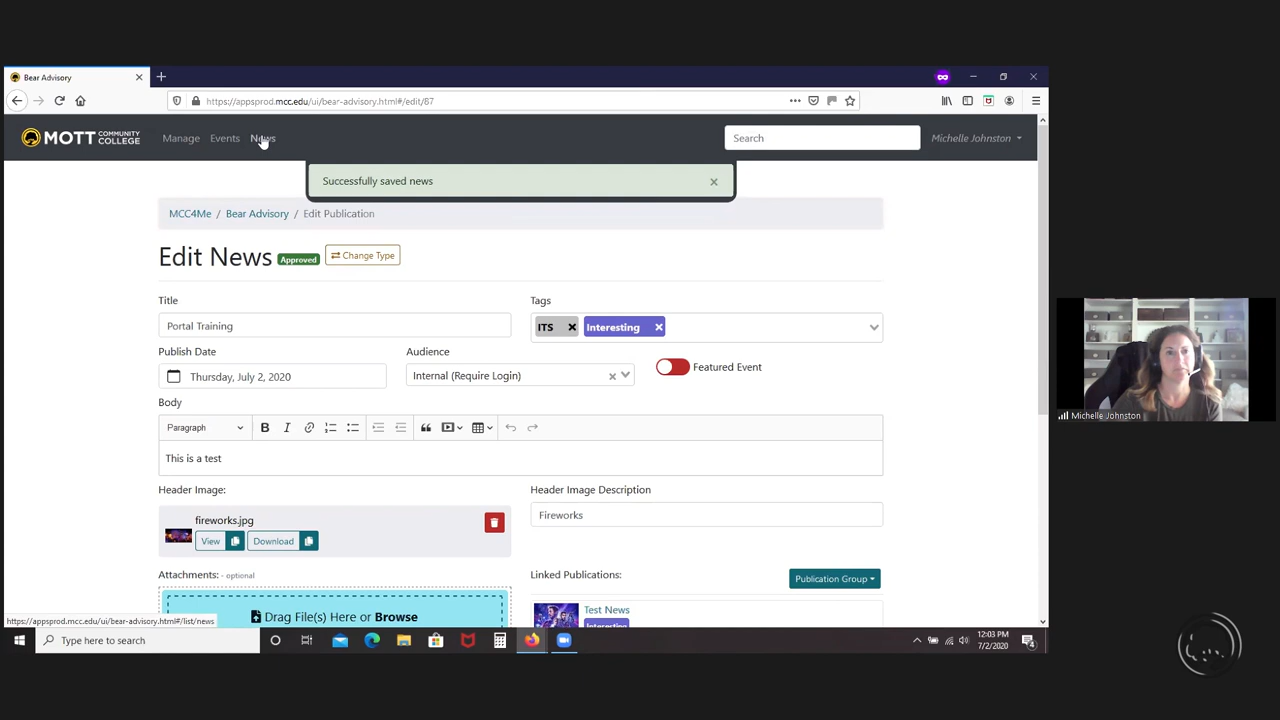 Bear Advisory
https://appsprod.mcc.edu/ui/bear-advisory.html#/edit/87
MOTT COMMUNITY COLLEGE
Manage Events News
Search
Michelle Johnston
Successfully saved news ×
MCC4Me / Bear Advisory / Edit Publication
Edit News Approved Change Type
Title
Portal Training
Tags
ITS × Interesting ×
Publish Date
Thursday, July 2, 2020
Audience
Internal (Require Login)
Featured Event
Body
Paragraph B I
This is a test
Header Image:
fireworks.jpg
View Download
Header Image Description
Fireworks
Attachments: - optional
Drag File(s) Here or Browse
Linked Publications:
Publication Group
Test News
Interesting
https://appsprod.mcc.edu/ui/bear-advisory.html#/list/news
Type here to search
12:03 PM
7/2/2020
4
Michelle Johnston